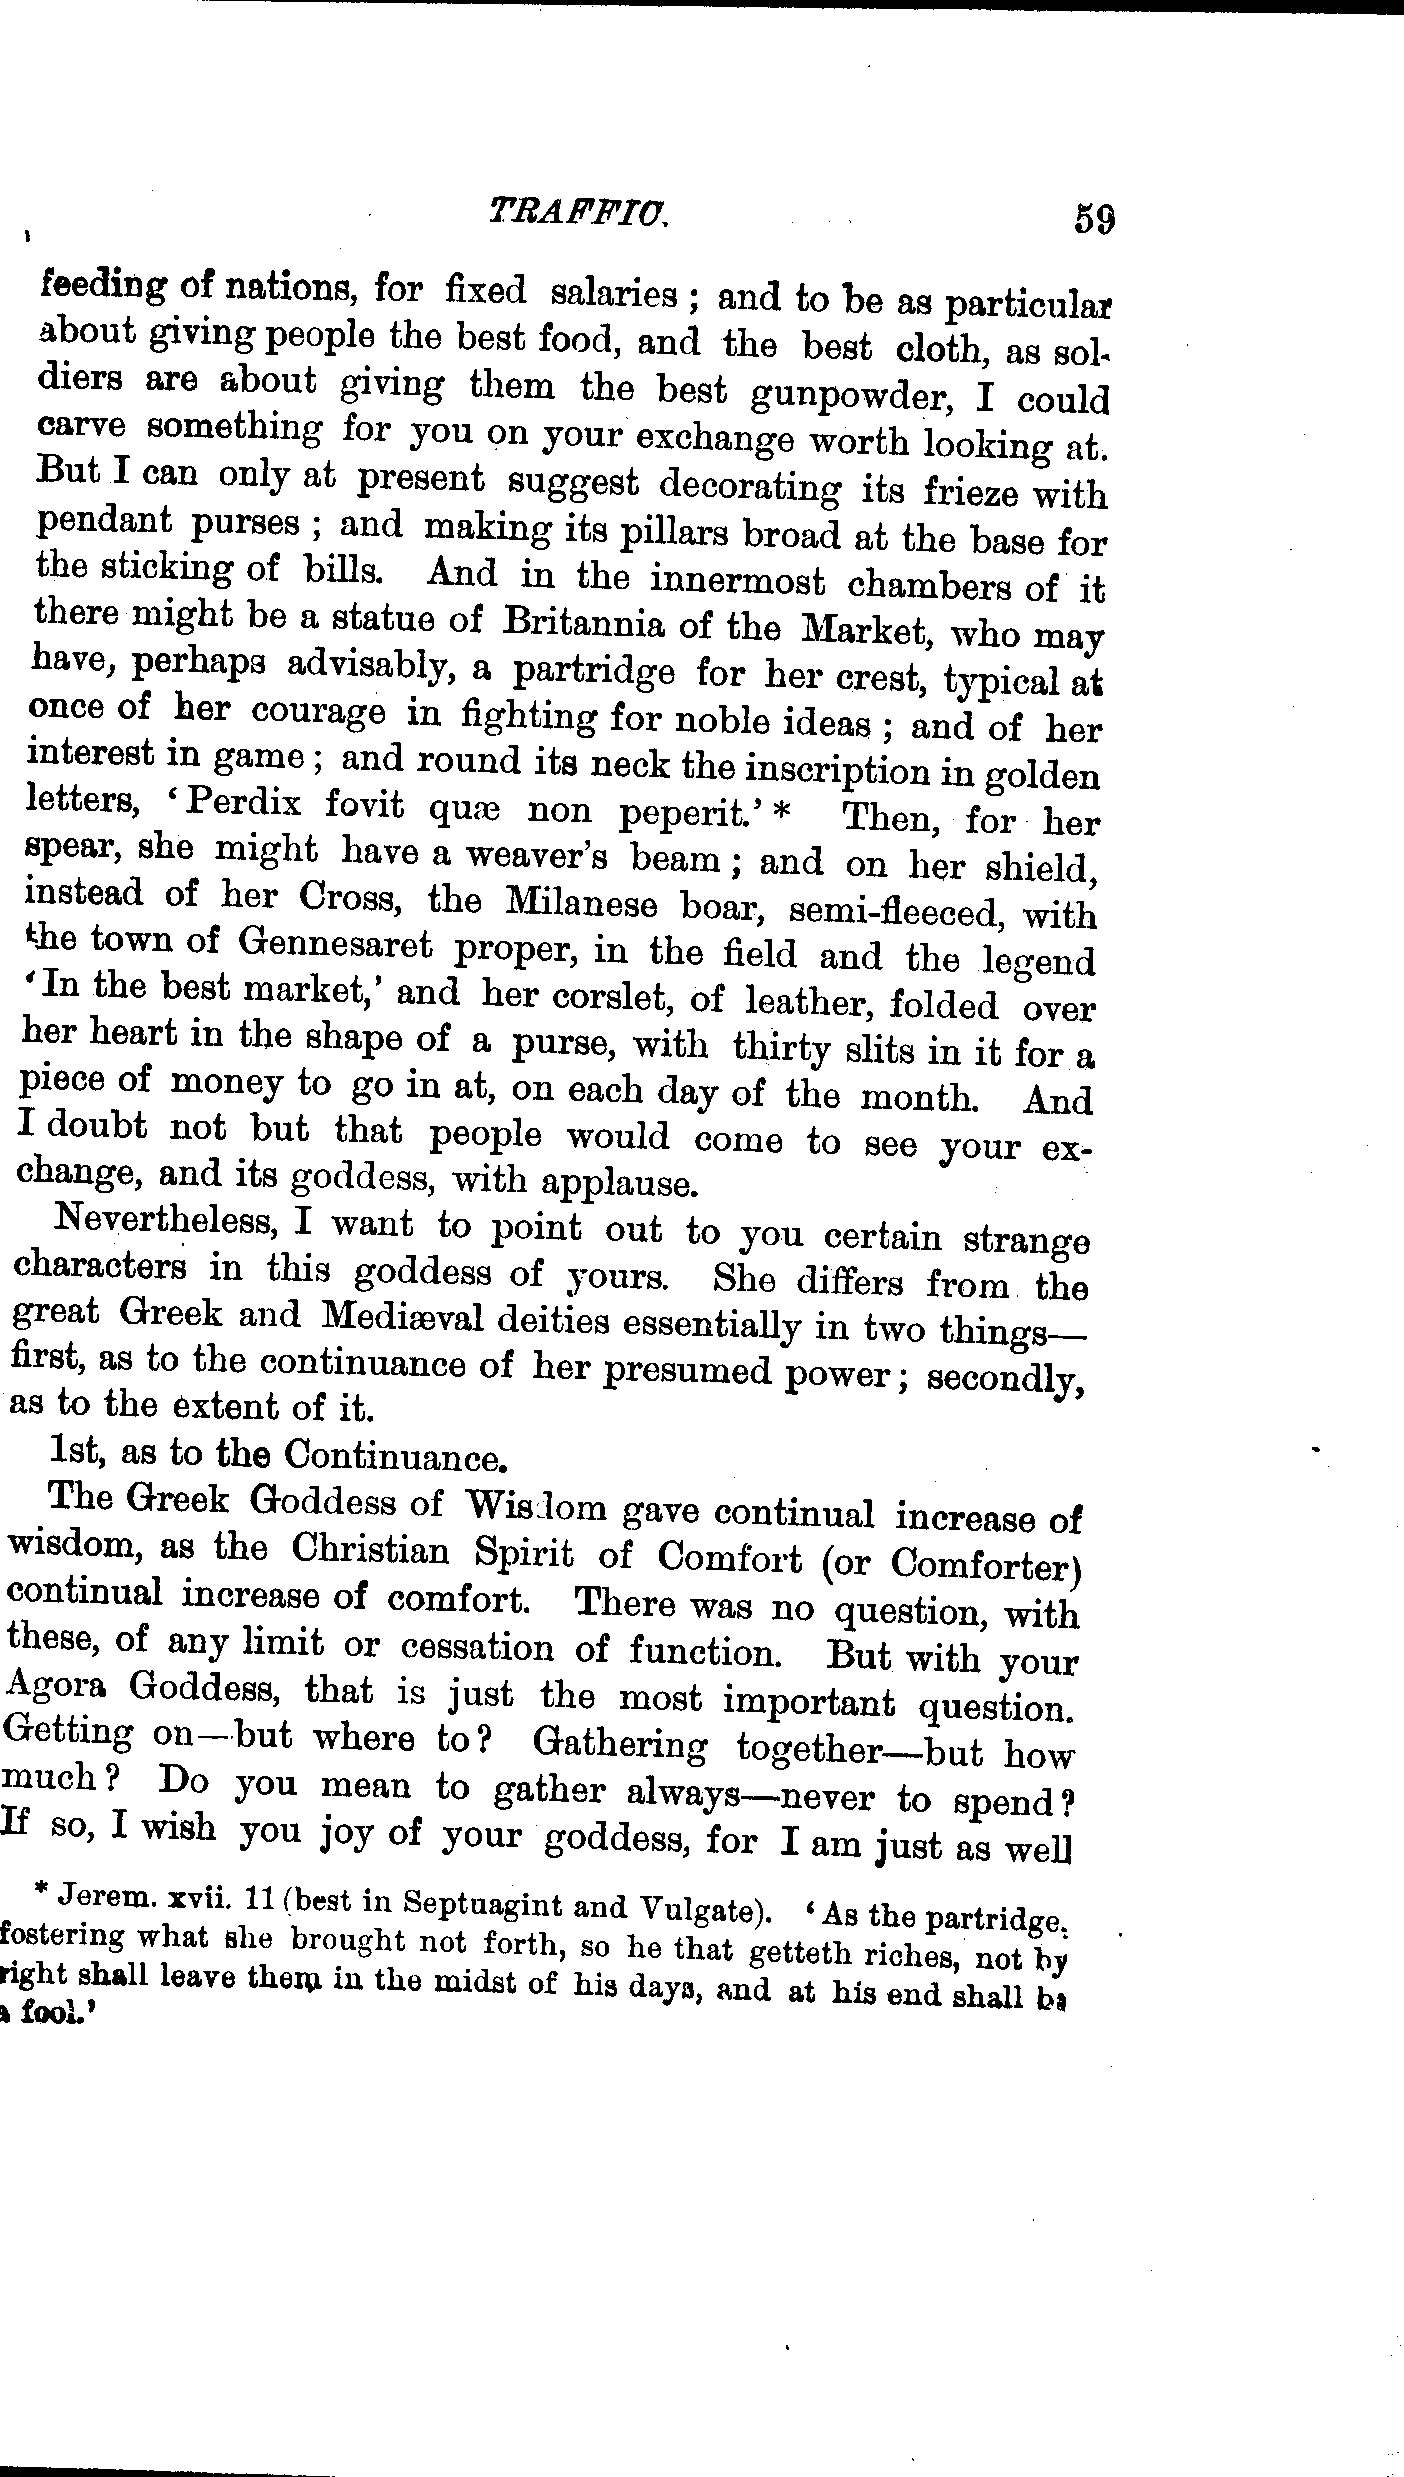 TRAFFIC. 59
feeding of nations, for fixed salaries; and to be as particular
about giving people the best food, and the best cloth, as sol-
diers are about giving them the best gunpowder, I could
carve something for you on your exchange worth looking at.
But I can only at present suggest decorating its frieze with
pendant purses; and making its pillars broad at the base for
the sticking of bills. And in the innermost chambers of it
there might be a statue of Britannia of the Market, who may
have, perhaps advisably, a partridge for her crest, typical at
once of her courage in fighting for noble ideas; and of her
interest in game; and round its neck the inscription in golden
letters, ‘Perdix fovit quæ non peperit.’* Then, for her
spear, she might have a weaver's beam; and on her shield,
instead of her Cross, the Milanese boar, semi-fleeced, with
the town of Gennesaret proper, in the field and the legend
‘In the best market,’ and her corslet, of leather, folded over
her heart in the shape of a purse, with thirty slits in it for a
piece of money to go in at, on each day of the month. And
I doubt not but that people would come to see your ex-
change, and its goddess, with applause.
Nevertheless, I want to point out to you certain strange
characters in this goddess of yours. She differs from the
great Greek and Mediæval deities essentially in two things—
first, as to the continuance of her presumed power; secondly,
as to the extent of it.
1st, as to the Continuance.
The Greek Goddess of Wisdom gave continual increase of
wisdom, as the Christian Spirit of Comfort (or Comforter)
continual increase of comfort. There was no question, with
these, of any limit or cessation of function. But with your
Agora Goddess, that is just the most important question.
Getting on—but where to? Gathering together—but how
much? Do you mean to gather always—never to spend?
If so, I wish you joy of your goddess, for I am just as well
* Jerem. xvii. 11 (best in Septuagint and Vulgate). ‘As the partridge,
fostering what she brought not forth, so he that getteth riches, not by
right shall leave them in the midst of his days, and at his end shall be
a fool.’